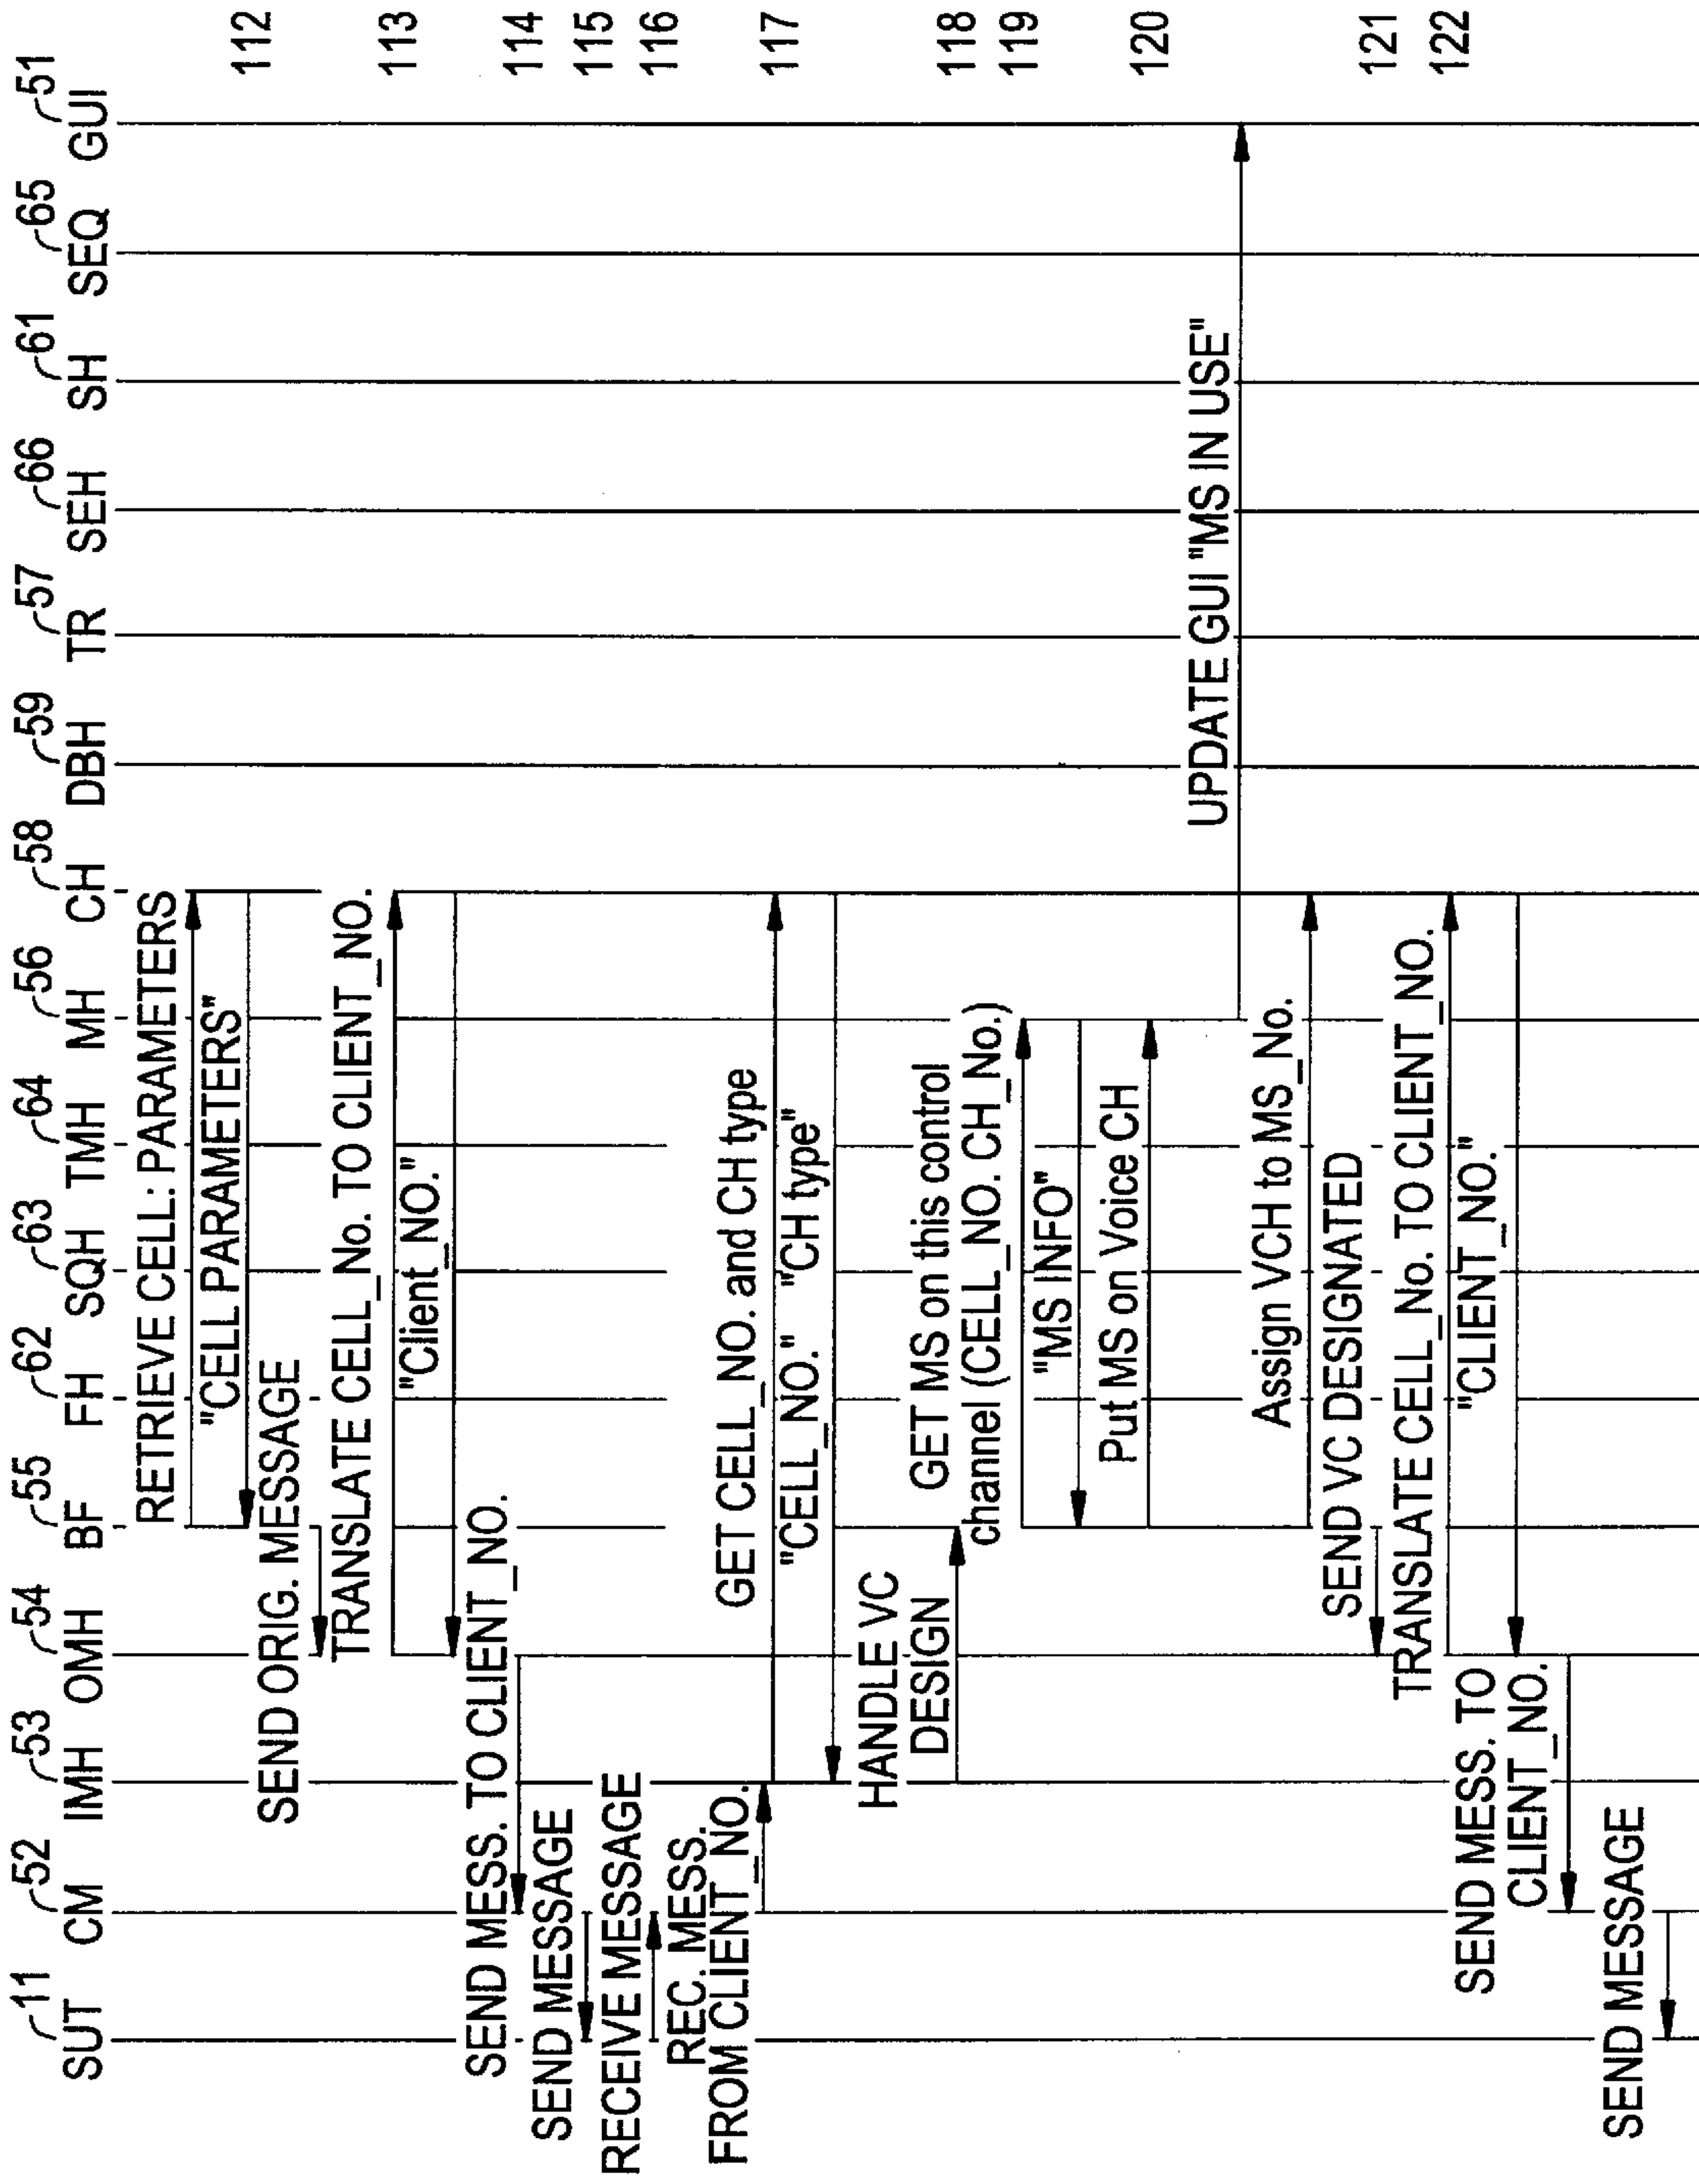 SUT 11
CM 52
IMH 53
OMH 54
BF 55
FH 62
SQH 63
TMH 64
MH 56
CH 58
DBH 59
TR 57
SEH 66
SH 61
SEQ 65
GUI 51
RETRIEVE CELL: PARAMETERS
"CELL PARAMETERS"
112
SEND ORIG. MESSAGE
TRANSLATE CELL_No. TO CLIENT_NO.
113
"Client_NO."
SEND MESS. TO CLIENT_NO.
114
SEND MESSAGE
115
RECEIVE MESSAGE
116
REC. MESS.
FROM CLIENT_NO.
GET CELL_NO. and CH type
117
"CELL_NO." "CH type"
HANDLE VC
DESIGN
118
GET MS on this control
channel (CELL_NO. CH_No.)
119
"MS INFO"
Put MS on Voice CH
120
UPDATE GUI "MS IN USE"
Assign VCH to MS_No.
SEND VC DESIGNATED
121
TRANSLATE CELL_No. TO CLIENT_NO.
122
"CLIENT_NO."
SEND MESS. TO
CLIENT_NO.
SEND MESSAGE